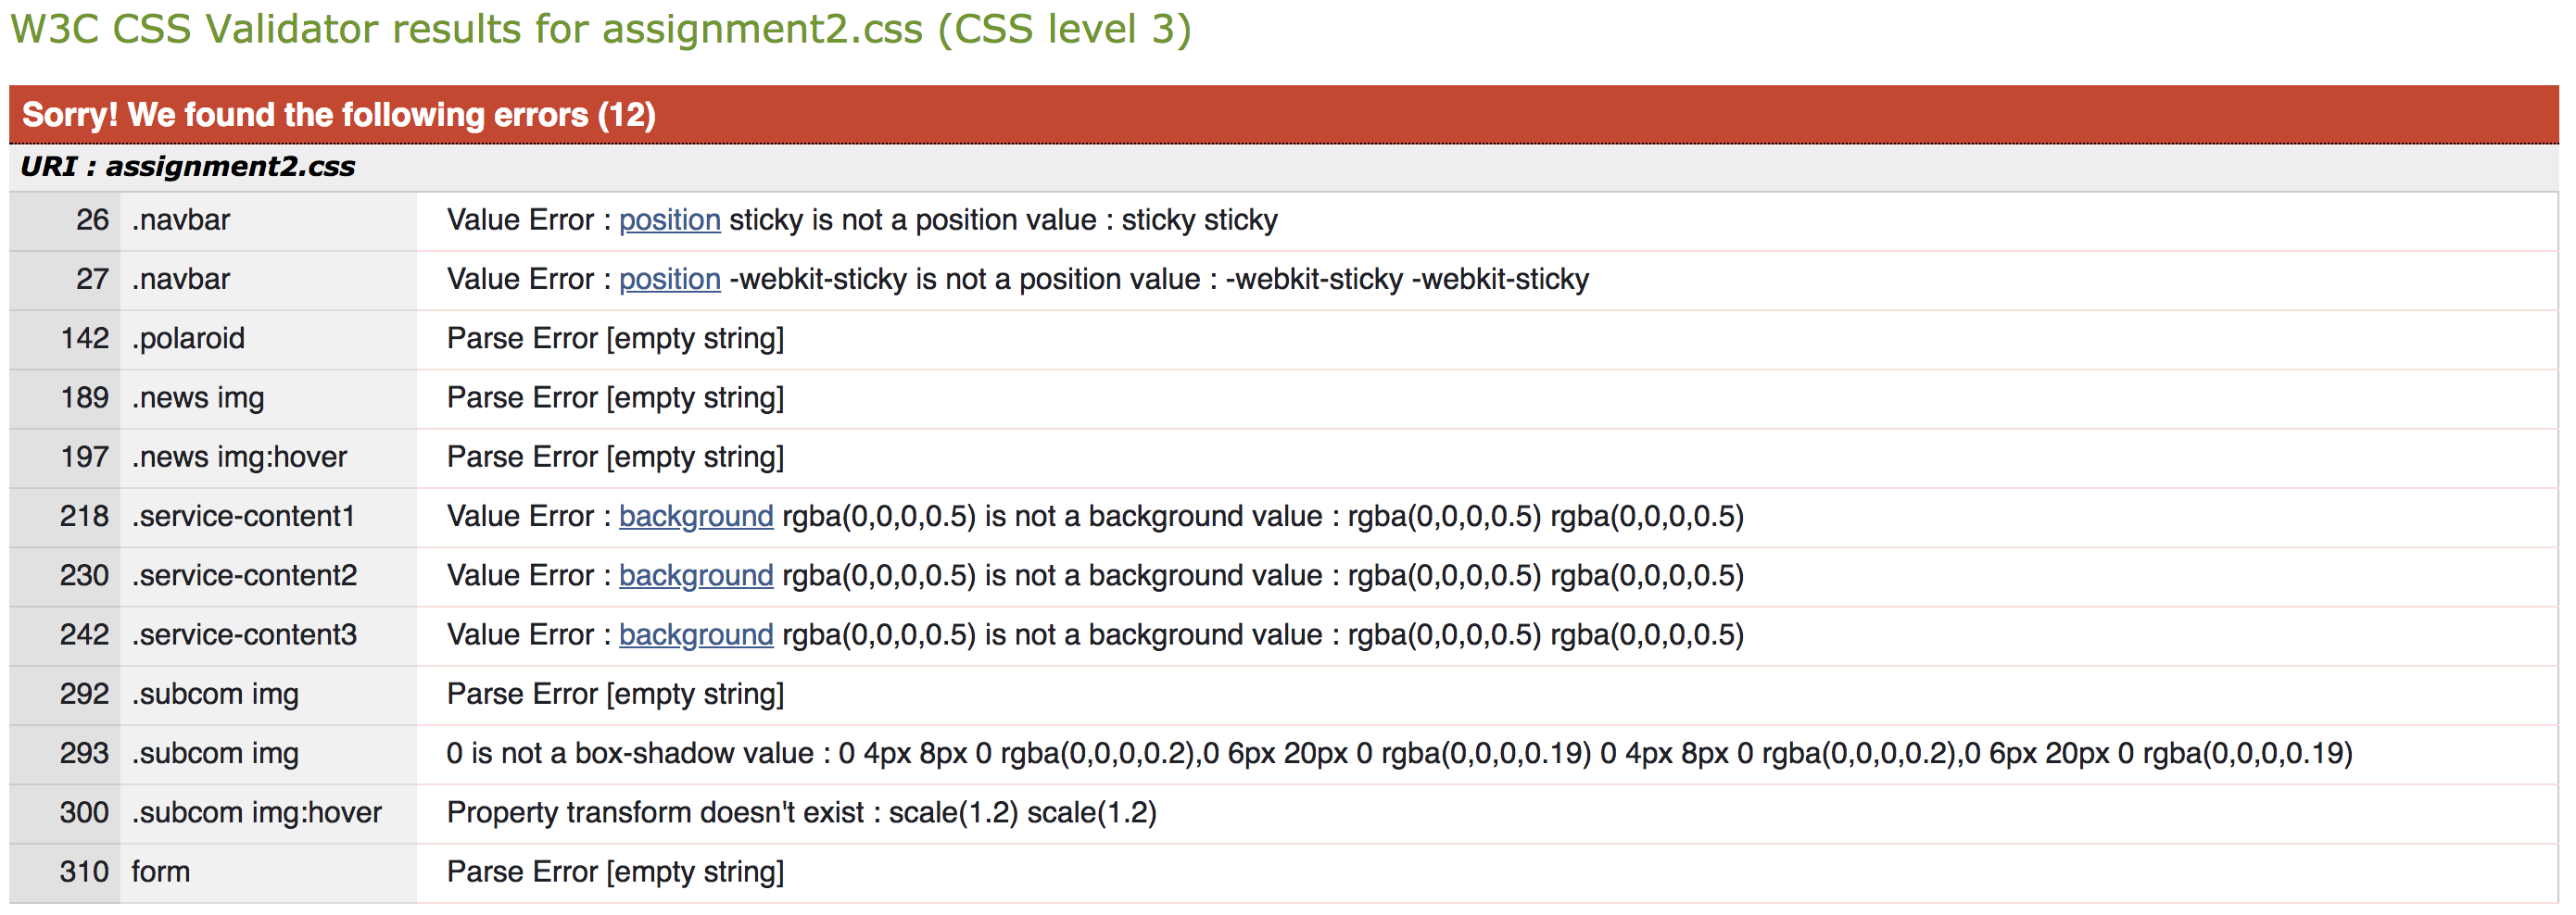 W3C CSS Validator results for assignment2.css (CSS level 3)
Sorry! We found the following errors (12)
URI : assignment2.css
26 .navbar Value Error : position sticky is not a position value : sticky sticky
27 .navbar Value Error : position -webkit-sticky is not a position value : -webkit-sticky -webkit-sticky
142 .polaroid Parse Error [empty string]
189 .news img Parse Error [empty string]
197 .news img:hover Parse Error [empty string]
218 .service-content1 Value Error : background rgba(0,0,0,0.5) is not a background value : rgba(0,0,0,0.5) rgba(0,0,0,0.5)
230 .service-content2 Value Error : background rgba(0,0,0,0.5) is not a background value : rgba(0,0,0,0.5) rgba(0,0,0,0.5)
242 .service-content3 Value Error : background rgba(0,0,0,0.5) is not a background value : rgba(0,0,0,0.5) rgba(0,0,0,0.5)
292 .subcom img Parse Error [empty string]
293 .subcom img 0 is not a box-shadow value : 0 4px 8px 0 rgba(0,0,0,0.2),0 6px 20px 0 rgba(0,0,0,0.19) 0 4px 8px 0 rgba(0,0,0,0.2),0 6px 20px 0 rgba(0,0,0,0.19)
300 .subcom img:hover Property transform doesn't exist : scale(1.2) scale(1.2)
310 form Parse Error [empty string]